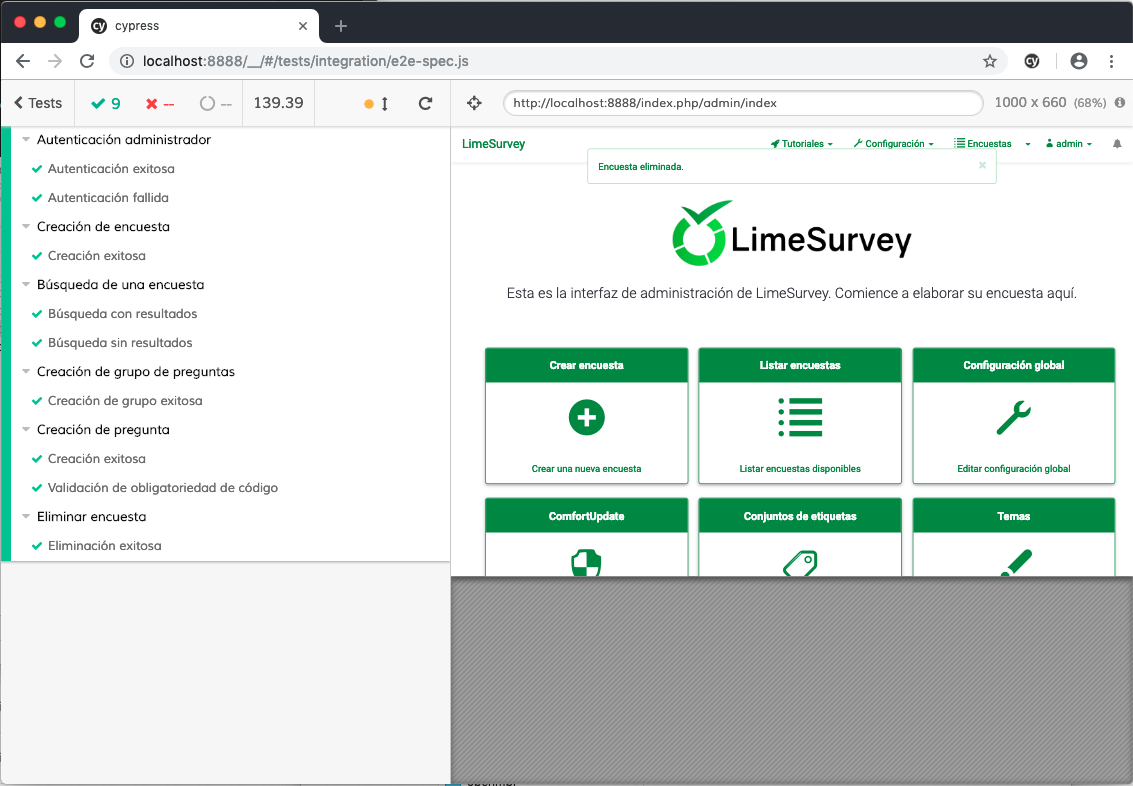 cypress
localhost:8888/__/#/tests/integration/e2e-spec.js
Tests 9 -- -- 139.39
http://localhost:8888/index.php/admin/index 1000 x 660 (68%)
Autenticación administrador
Autenticación exitosa
Autenticación fallida
Creación de encuesta
Creación exitosa
Búsqueda de una encuesta
Búsqueda con resultados
Búsqueda sin resultados
Creación de grupo de preguntas
Creación de grupo exitosa
Creación de pregunta
Creación exitosa
Validación de obligatoriedad de código
Eliminar encuesta
Eliminación exitosa
LimeSurvey Tutoriales Configuración Encuestas admin
Encuesta eliminada. ×
LimeSurvey
Esta es la interfaz de administración de LimeSurvey. Comience a elaborar su encuesta aquí.
Crear encuesta
Crear una nueva encuesta
Listar encuestas
Listar encuestas disponibles
Configuración global
Editar configuración global
ComfortUpdate
Conjuntos de etiquetas
Temas